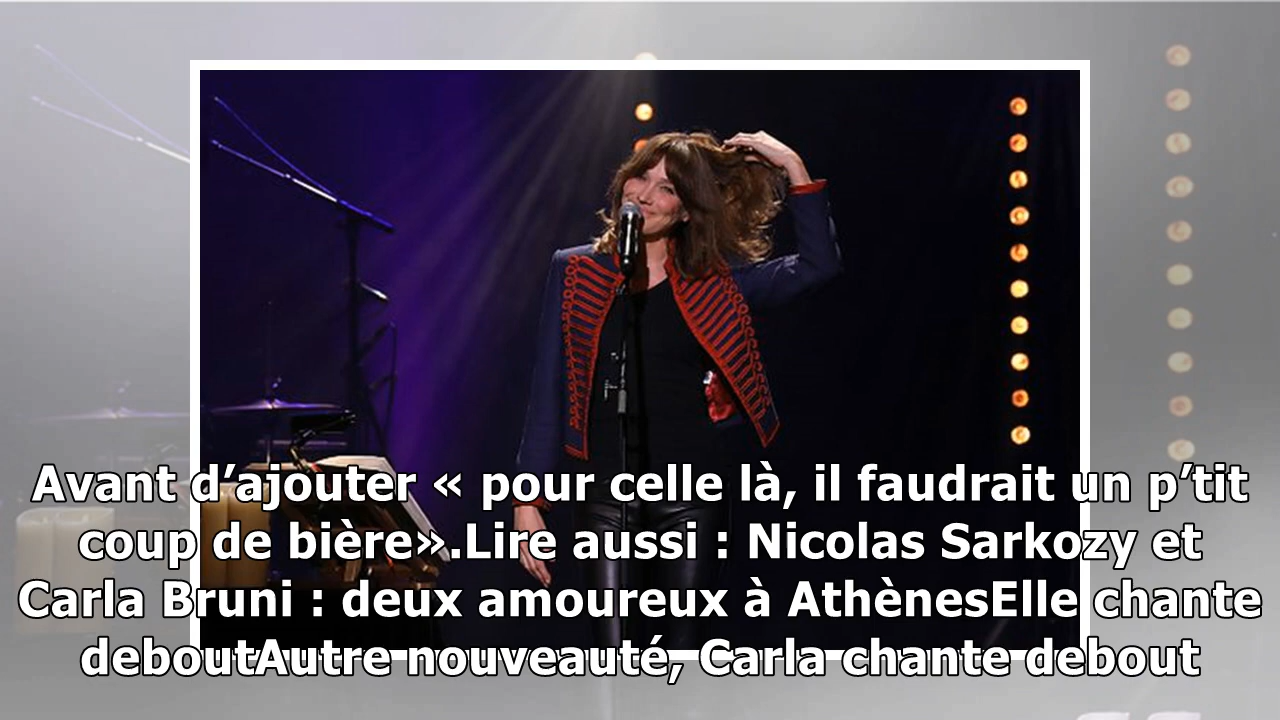 Avant d’ajouter « pour celle là, il faudrait un p’tit
coup de bière».Lire aussi : Nicolas Sarkozy et
Carla Bruni : deux amoureux à AthènesElle chante
deboutAutre nouveauté, Carla chante debout